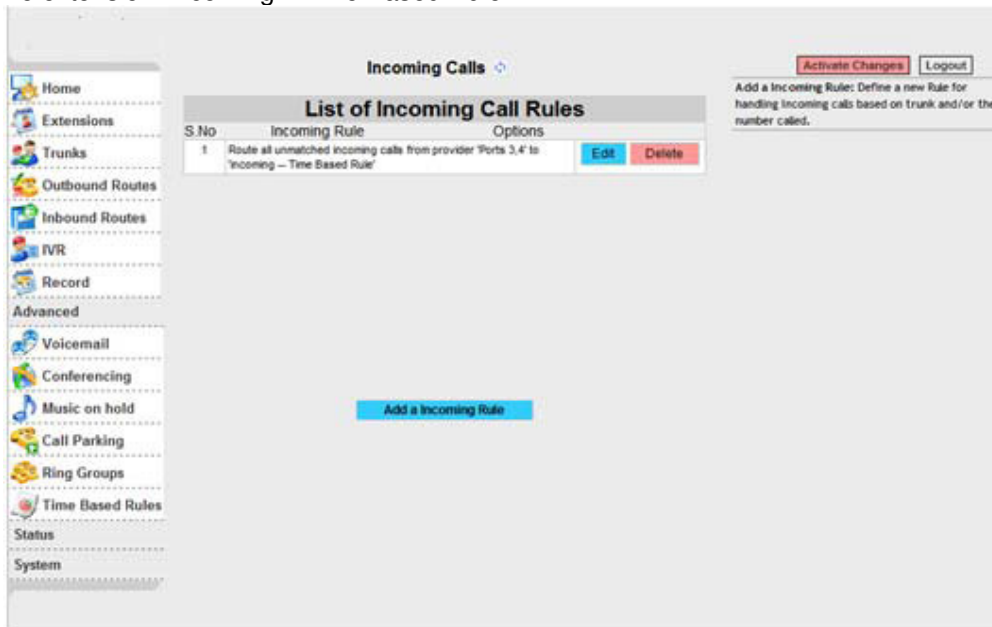 Incoming Calls
Activate Changes Logout
Add a Incoming Rule: Define a new Rule for
handling Incoming calls based on trunk and/or the
number called.
Home
Extensions
Trunks
Outbound Routes
Inbound Routes
IVR
Record
Advanced
Voicemail
Conferencing
Music on hold
Call Parking
Ring Groups
Time Based Rules
Status
System
List of Incoming Call Rules
S.No Incoming Rule Options
1 Route all unmatched incoming calls from provider 'Ports 3,4' to
'Incoming -- Time Based Rule'
Edit Delete
Add a Incoming Rule